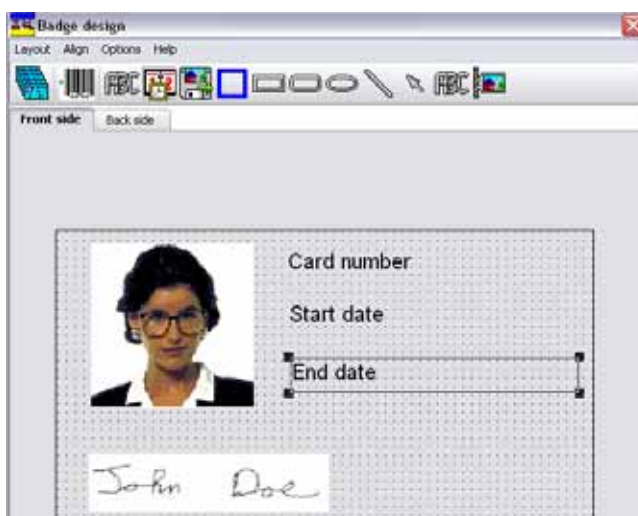 Badge design
Layout Align Options Help
ABC ABC
Front side Back side
Card number
Start date
End date
John Doe